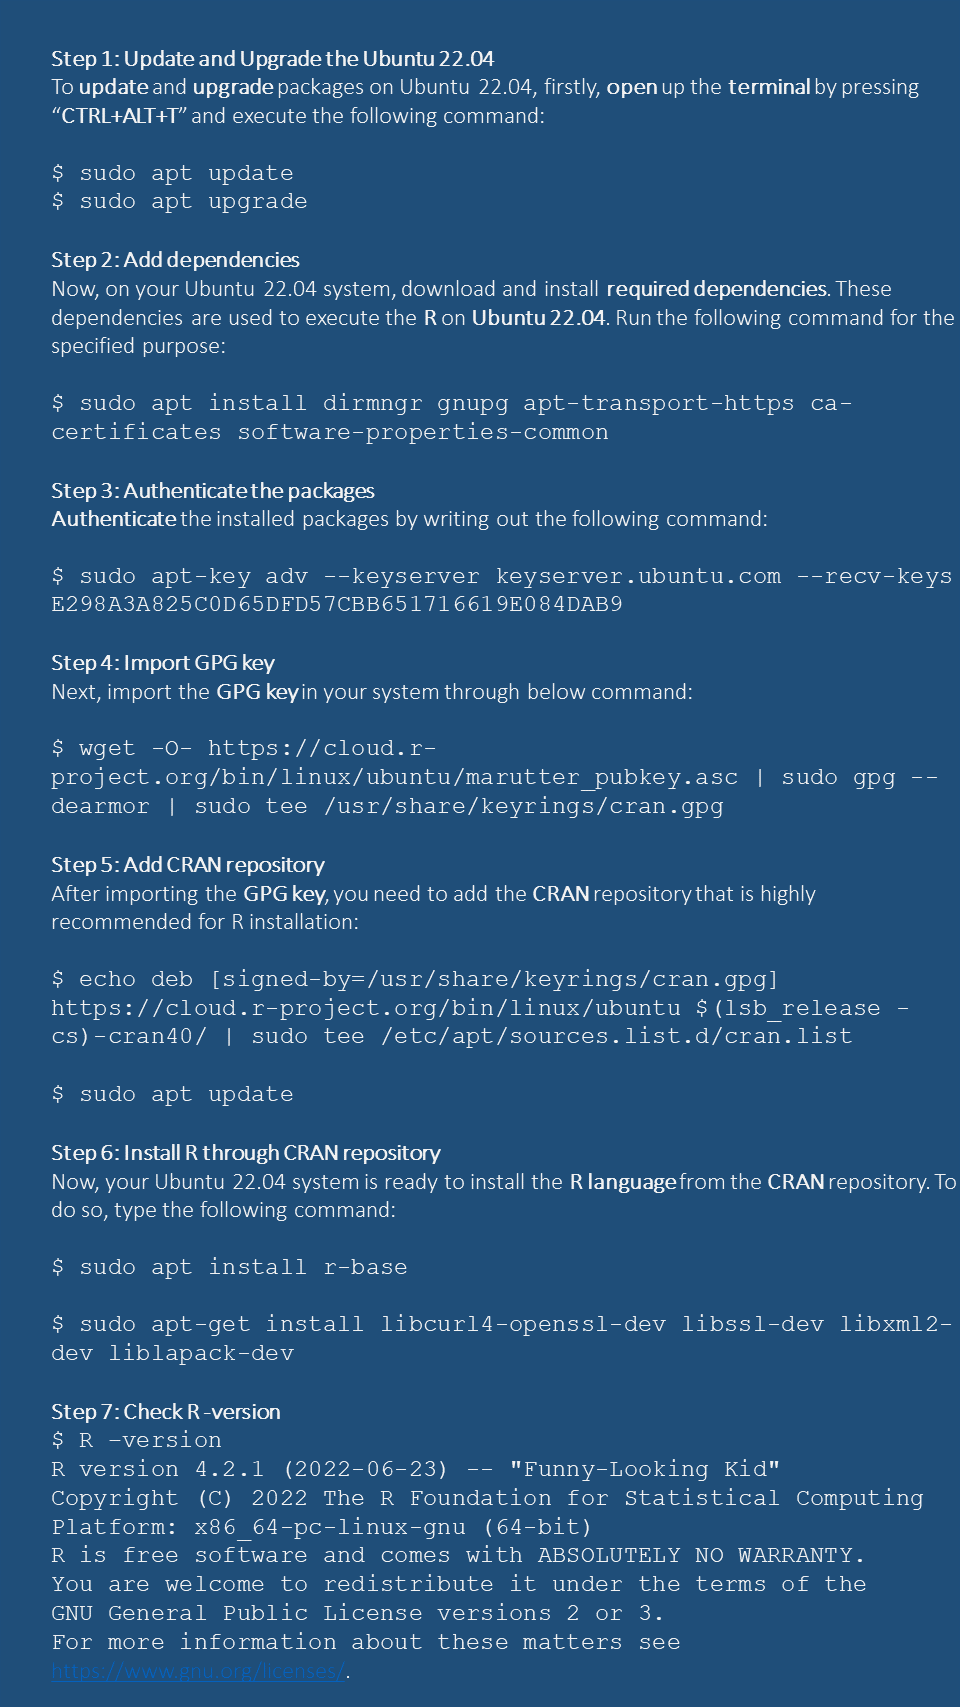 Step 1: Update and Upgrade the Ubuntu 22.04
To update and upgrade packages on Ubuntu 22.04, firstly, open up the terminal by pressing
“CTRL+ALT+T” and execute the following command:
$ sudo apt update
$ sudo apt upgrade
Step 2: Add dependencies
Now, on your Ubuntu 22.04 system, download and install required dependencies. These
dependencies are used to execute the R on Ubuntu 22.04. Run the following command for the
specified purpose:
$ sudo apt install dirmngr gnupg apt-transport-https ca-
certificates software-properties-common
Step 3: Authenticate the packages
Authenticate the installed packages by writing out the following command:
$ sudo apt-key adv --keyserver keyserver.ubuntu.com --recv-keys
E298A3A825C0D65DFD57CBB651716619E084DAB9
Step 4: Import GPG key
Next, import the GPG key in your system through below command:
$ wget -O- https://cloud.r-
project.org/bin/linux/ubuntu/marutter_pubkey.asc | sudo gpg --
dearmor | sudo tee /usr/share/keyrings/cran.gpg
Step 5: Add CRAN repository
After importing the GPG key, you need to add the CRAN repository that is highly
recommended for R installation:
$ echo deb [signed-by=/usr/share/keyrings/cran.gpg]
https://cloud.r-project.org/bin/linux/ubuntu $(lsb_release -
cs)-cran40/ | sudo tee /etc/apt/sources.list.d/cran.list
$ sudo apt update
Step 6: Install R through CRAN repository
Now, your Ubuntu 22.04 system is ready to install the R language from the CRAN repository. To
do so, type the following command:
$ sudo apt install r-base
$ sudo apt-get install libcurl4-openssl-dev libssl-dev libxml2-
dev liblapack-dev
Step 7: Check R -version
$ R –version
R version 4.2.1 (2022-06-23) -- "Funny-Looking Kid"
Copyright (C) 2022 The R Foundation for Statistical Computing
Platform: x86_64-pc-linux-gnu (64-bit)
R is free software and comes with ABSOLUTELY NO WARRANTY.
You are welcome to redistribute it under the terms of the
GNU General Public License versions 2 or 3.
For more information about these matters see
https://www.gnu.org/licenses/.